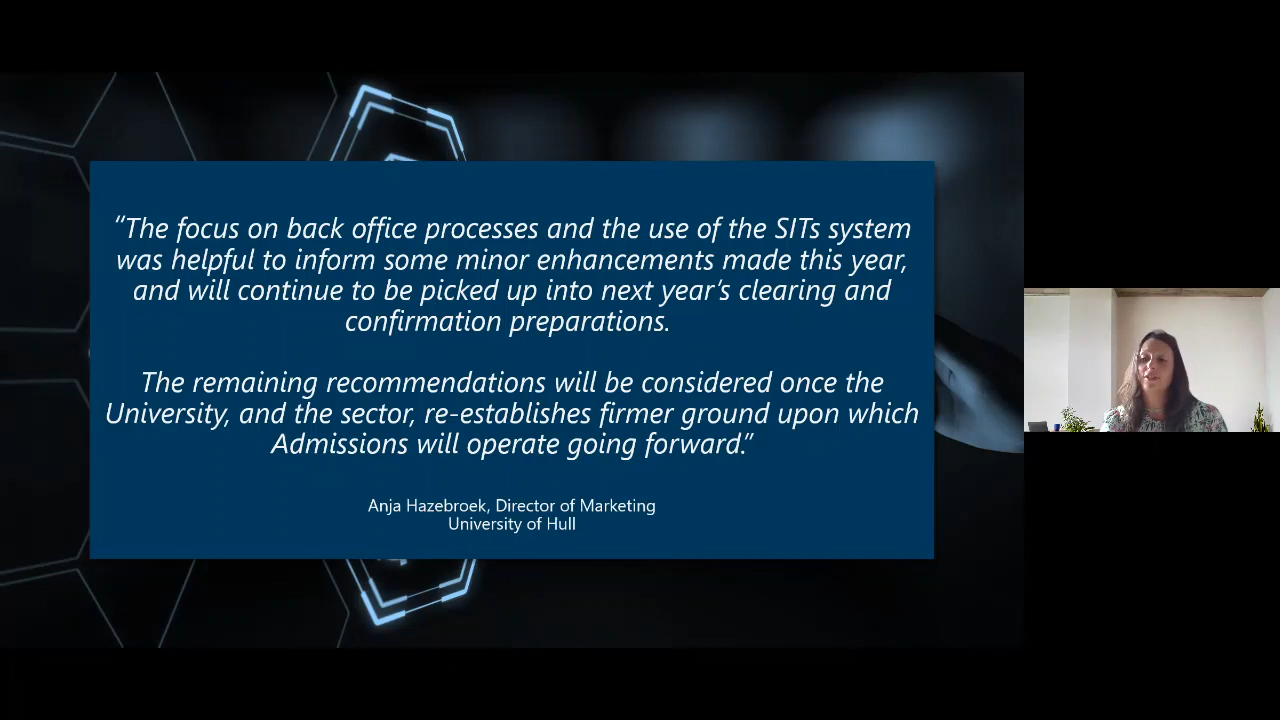 “The focus on back office processes and the use of the SITs system
was helpful to inform some minor enhancements made this year,
and will continue to be picked up into next year’s clearing and
confirmation preparations.
The remaining recommendations will be considered once the
University, and the sector, re-establishes firmer ground upon which
Admissions will operate going forward.”
Anja Hazebroek, Director of Marketing
University of Hull